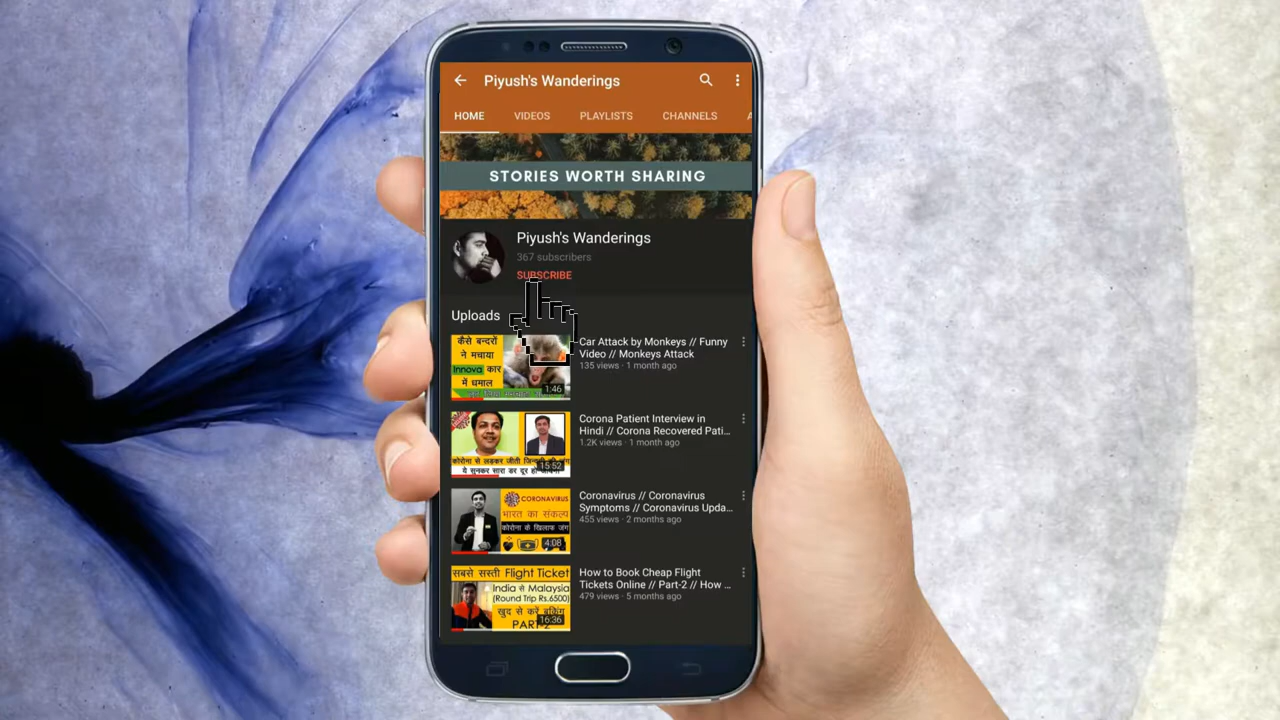 Piyush's Wanderings
HOME VIDEOS PLAYLISTS CHANNELS A
STORIES WORTH SHARING
Piyush's Wanderings
367 subscribers
SUBSCRIBE
Uploads
कैसे बन्दरों
ने मचाया
Innova कार
में धमाल
1:46
Car Attack by Monkeys // Funny
Video // Monkeys Attack
135 views · 1 month ago
कोरोना से लड़कर जीती
ये सुनकर सारा डर दूर हो
15:52
Corona Patient Interview in
Hindi // Corona Recovered Pati...
1.2K views · 1 month ago
CORONAVIRUS
भारत का संकल्प
कोरोना के खिलाफ जंग
4:08
Coronavirus // Coronavirus
Symptoms // Coronavirus Upda...
455 views · 2 months ago
सबसे सस्ती Flight Ticket
India से Malaysia
(Round Trip Rs.6500)
खुद से करें बुकिंग
PART-2
16:36
How to Book Cheap Flight
Tickets Online // Part-2 // How ...
479 views · 5 months ago